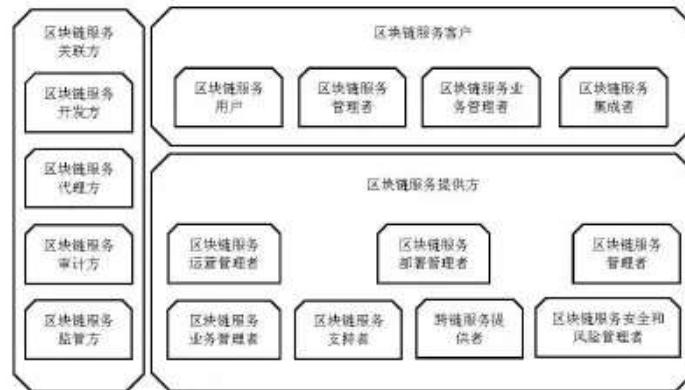 区块链服务
关联方
区块链服务
开发方
区块链服务
代理方
区块链服务
审计方
区块链服务
监管方
区块链服务客户
区块链服务
用户
区块链服务
管理者
区块链服务业
务管理者
区块链服务
集成者
区块链服务提供方
区块链服务
运营管理者
区块链服务
部署管理者
区块链服务
管理者
区块链服务
业务管理者
区块链服务
支持者
跨链服务提
供者
区块链服务安全和
风险管理者